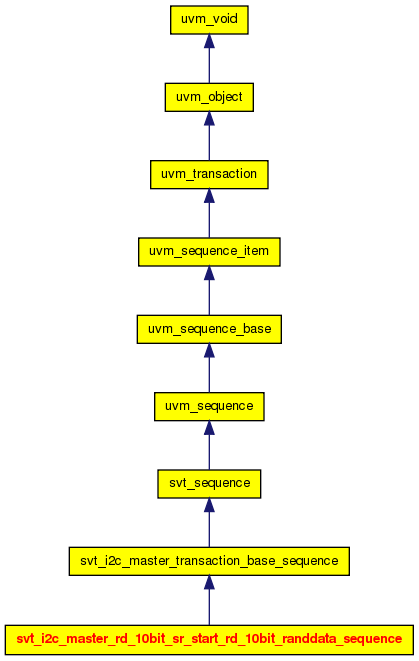 uvm_void
uvm_object
uvm_transaction
uvm_sequence_item
uvm_sequence_base
uvm_sequence
svt_sequence
svt_i2c_master_transaction_base_sequence
svt_i2c_master_rd_10bit_sr_start_rd_10bit_randdata_sequence